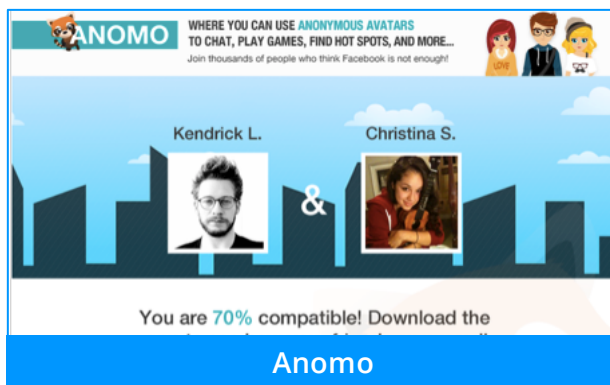 ANOMO
WHERE YOU CAN USE ANONYMOUS AVATARS
TO CHAT, PLAY GAMES, FIND HOT SPOTS, AND MORE...
Join thousands of people who think Facebook is not enough!
LOVE
Kendrick L.
Christina S.
&
You are 70% compatible! Download the
Anomo